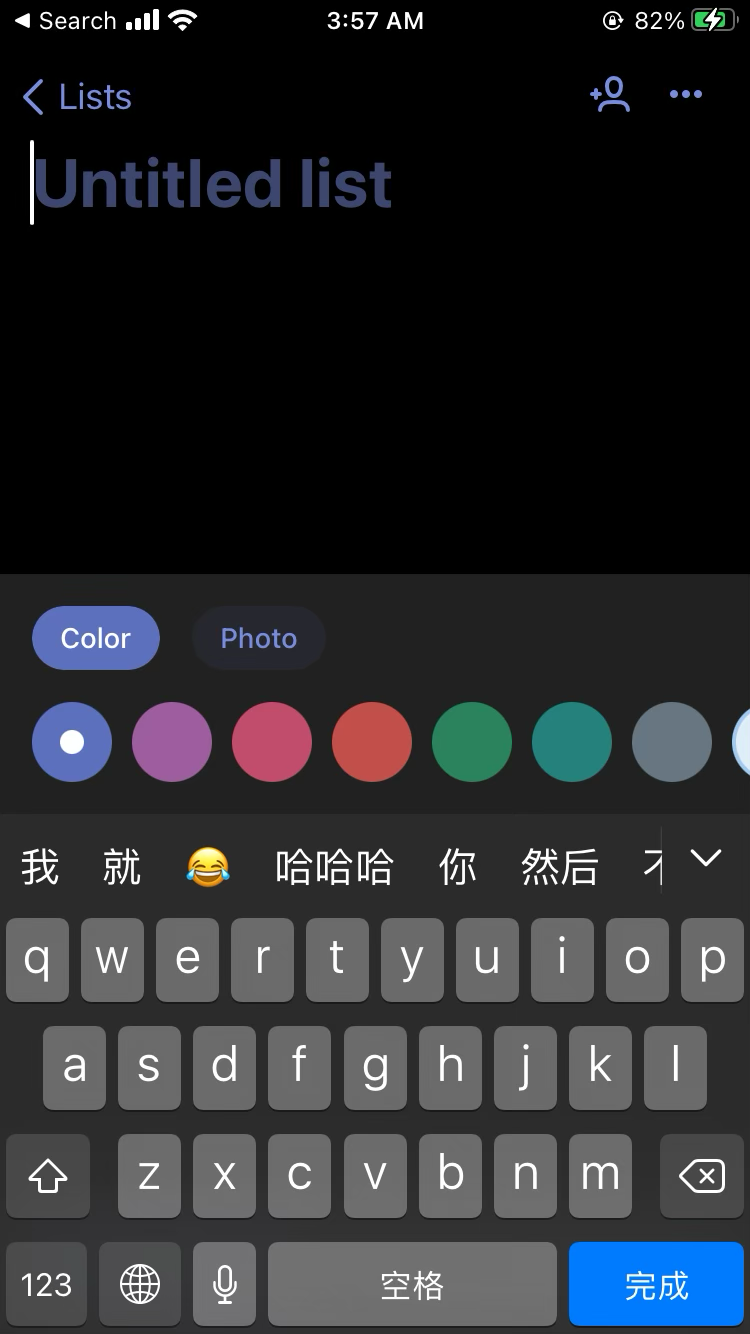 Search 3:57 AM 82%
Lists
Untitled list
Color Photo
我 就 😂 哈哈哈 你 然后
q w e r t y u i o p
a s d f g h j k l
z x c v b n m
123 空格 完成